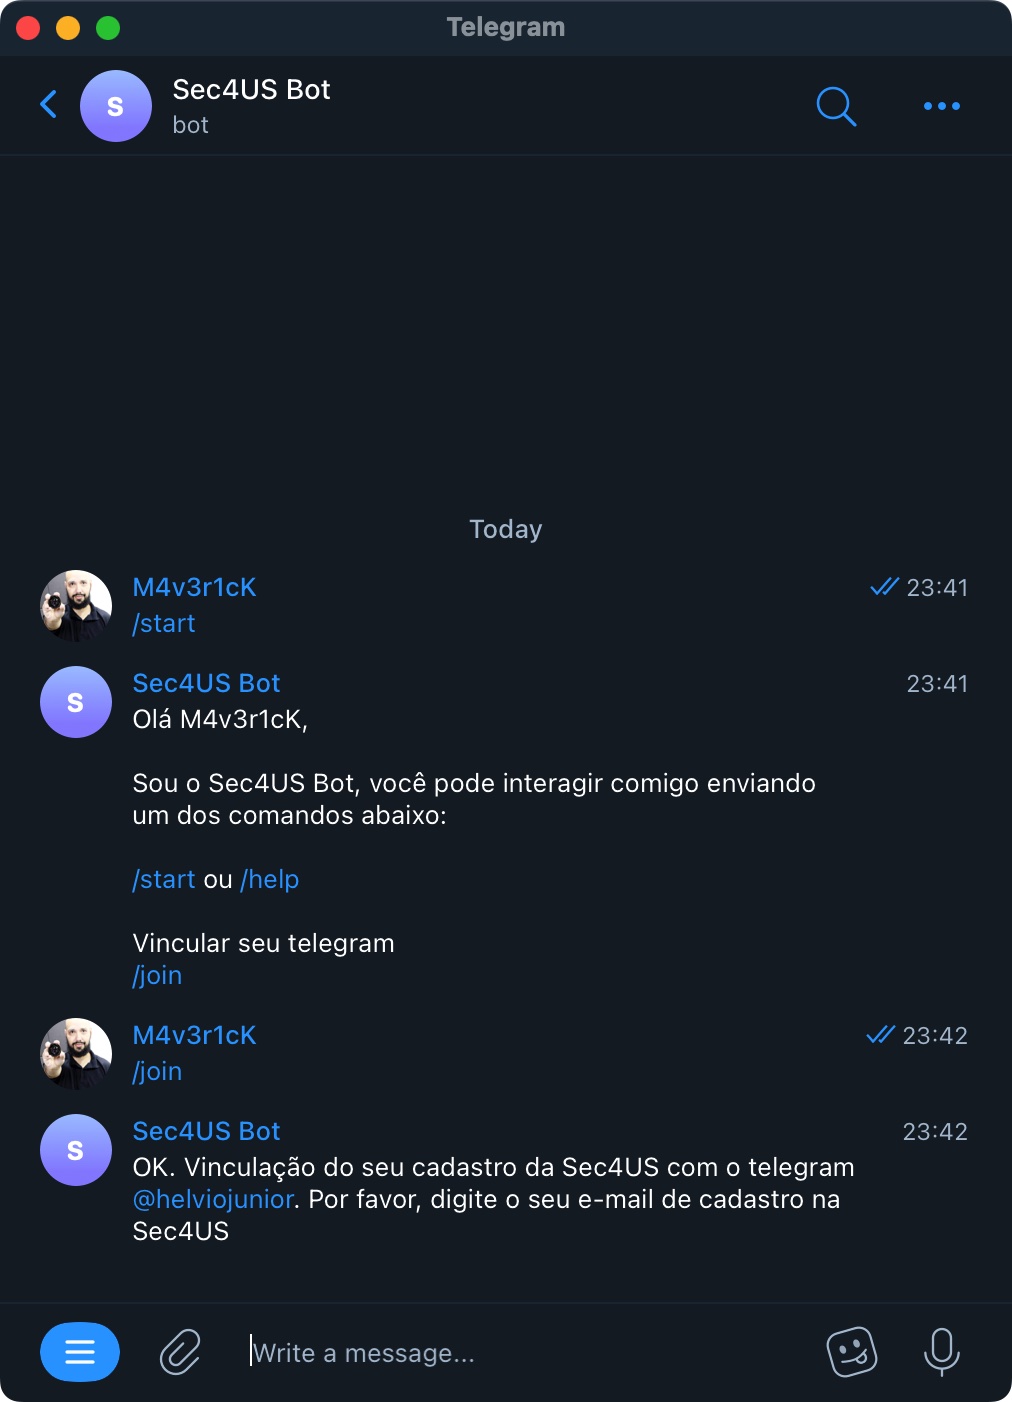 Telegram
S
Sec4US Bot
bot
Today
M4v3r1cK
23:41
/start
S
Sec4US Bot
23:41
Olá M4v3r1cK,
Sou o Sec4US Bot, você pode interagir comigo enviando
um dos comandos abaixo:
/start ou /help
Vincular seu telegram
/join
M4v3r1cK
23:42
/join
S
Sec4US Bot
23:42
OK. Vinculação do seu cadastro da Sec4US com o telegram
@helviojunior. Por favor, digite o seu e-mail de cadastro na
Sec4US
Write a message...